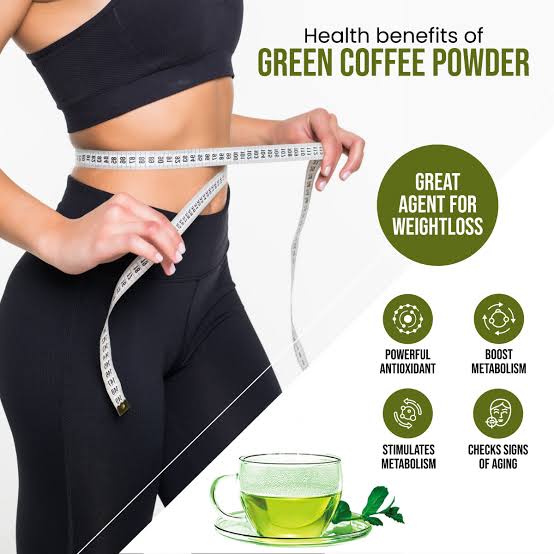 Health benefits of
GREEN COFFEE POWDER
GREAT
AGENT FOR
WEIGHTLOSS
POWERFUL
ANTIOXIDANT
BOOST
METABOLISM
STIMULATES
METABOLISM
CHECKS SIGNS
OF AGING